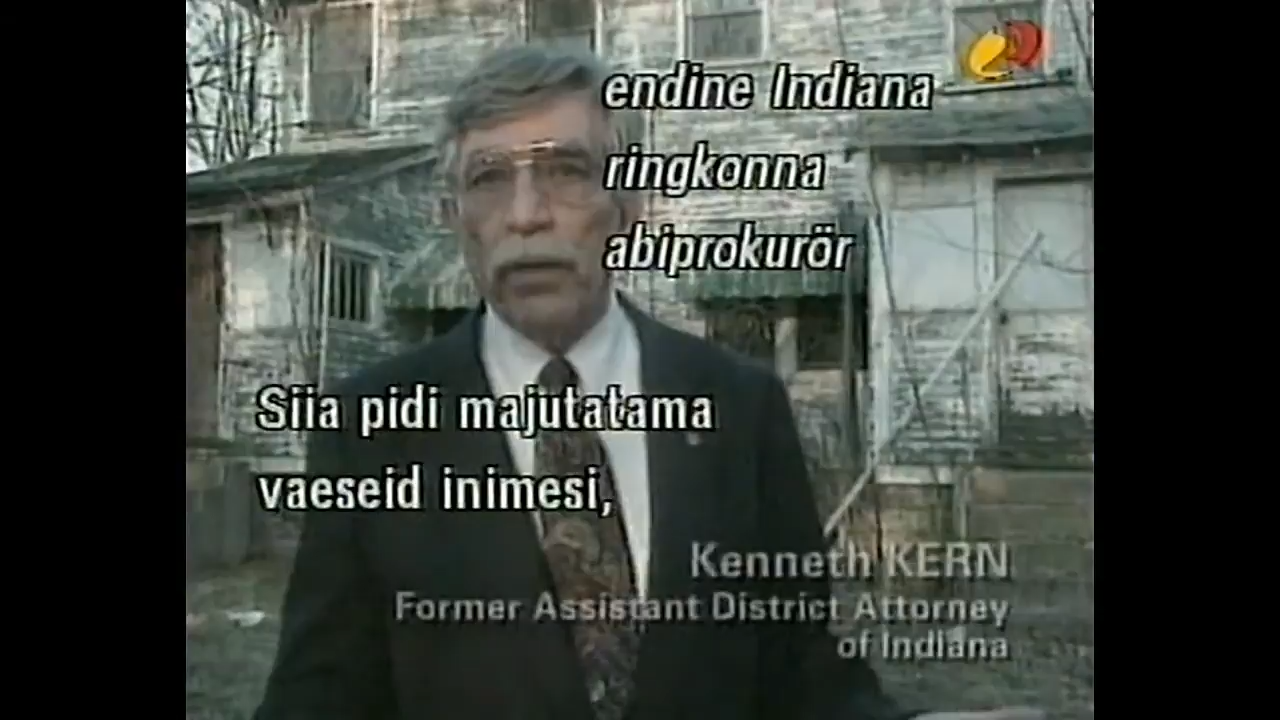 endine Indiana
ringkonna
abiprokurör
Siia pidi majutatama
vaeseid inimesi,
Kenneth KERN
Former Assistant District Attorney
of Indiana